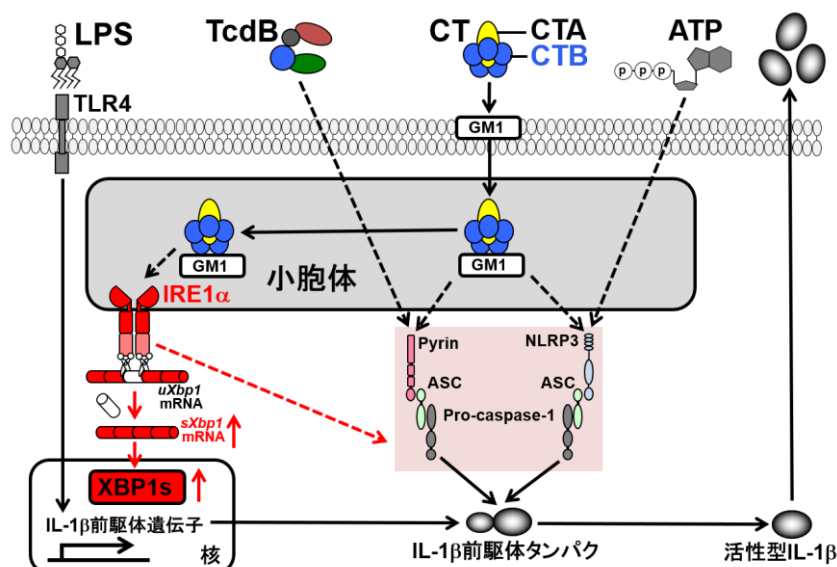 LPS
TcdB
CT
CTA
CTB
ATP
P P P
TLR4
GM1
GM1
GM1
小胞体
IRE1α
uXbp1
mRNA
sXbp1
mRNA
Pyrin
NLRP3
ASC
ASC
Pro-caspase-1
XBP1s
IL-1β前駆体遺伝子
核
IL-1β前駆体タンパク
活性型IL-1β